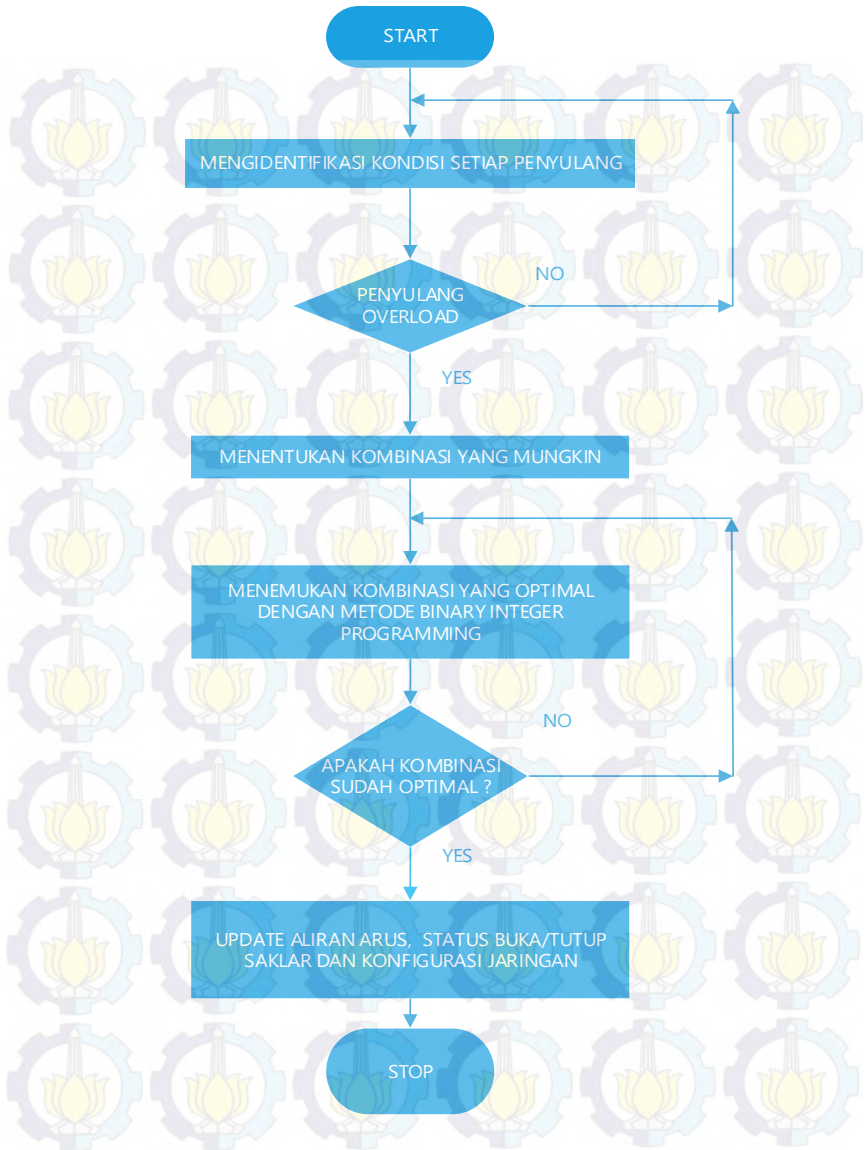 START
MENGIDENTIFIKASI KONDISI SETIAP PENYULANG
NO
PENYULANG
OVERLOAD
YES
MENENTUKAN KOMBINASI YANG MUNGKIN
MENEMUKAN KOMBINASI YANG OPTIMAL
DENGAN METODE BINARY INTEGER
PROGRAMMING
NO
APAKAH KOMBINASI
SUDAH OPTIMAL ?
YES
UPDATE ALIRAN ARUS, STATUS BUKA/TUTUP
SAKLAR DAN KONFIGURASI JARINGAN
STOP